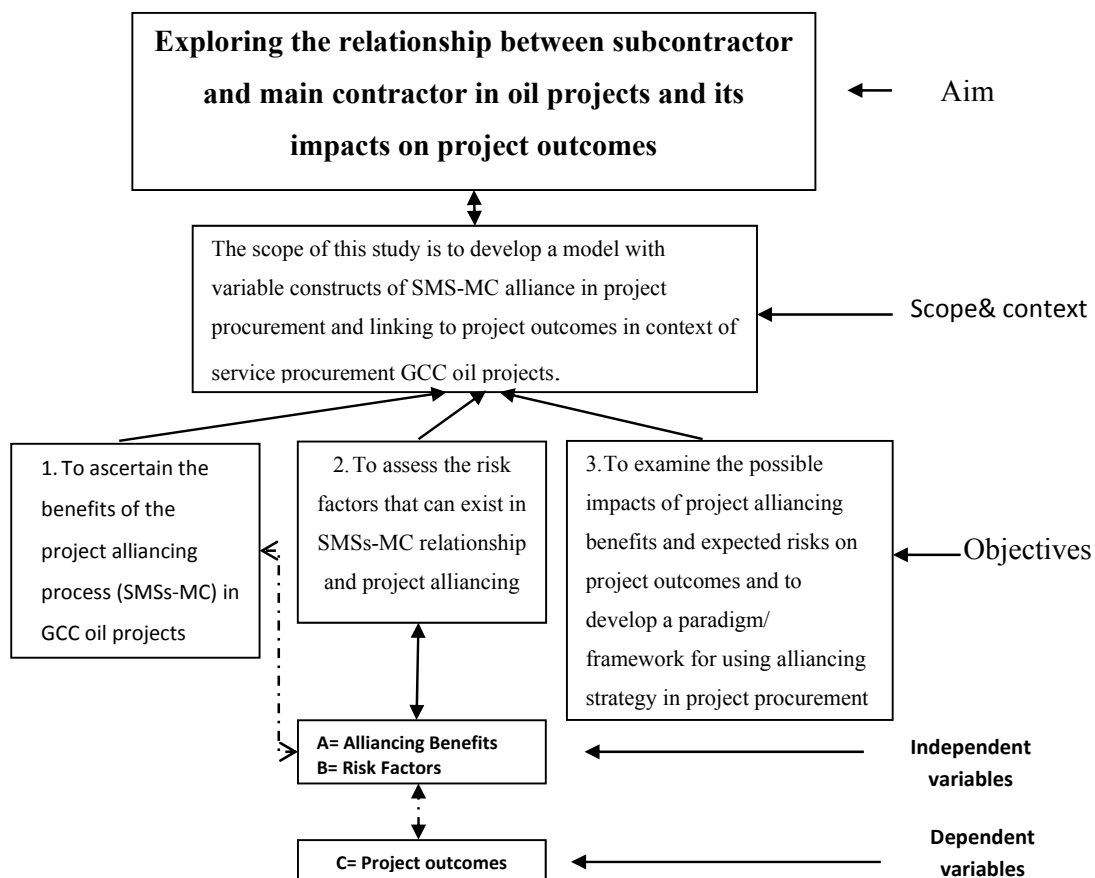 Exploring the relationship between subcontractor
and main contractor in oil projects and its
impacts on project outcomes
Aim
The scope of this study is to develop a model with
variable constructs of SMS-MC alliance in project
procurement and linking to project outcomes in context of
service procurement GCC oil projects.
Scope& context
1. To ascertain the
benefits of the
project alliancing
process (SMSs-MC) in
GCC oil projects
2. To assess the risk
factors that can exist in
SMSs-MC relationship
and project alliancing
3.To examine the possible
impacts of project alliancing
benefits and expected risks on
project outcomes and to
develop a paradigm/
framework for using alliancing
strategy in project procurement
Objectives
A= Alliancing Benefits
B= Risk Factors
Independent
variables
C= Project outcomes
Dependent
variables